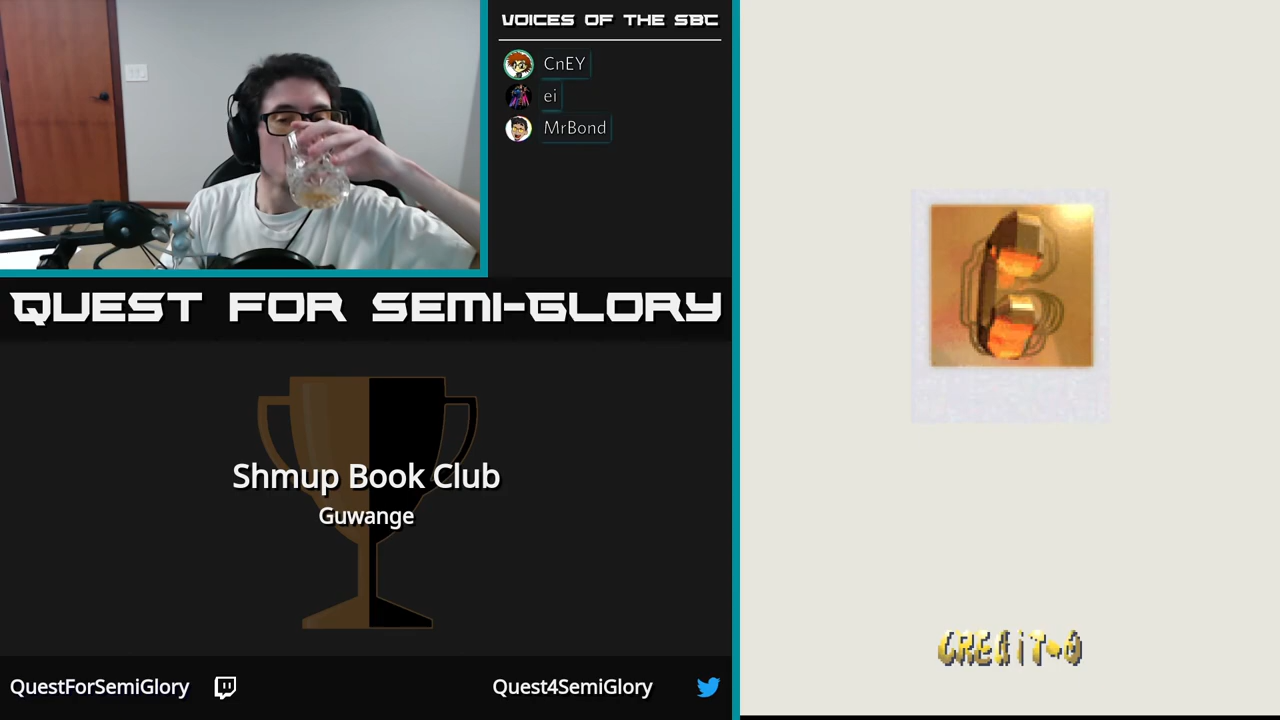 VOICES OF THE SBC
CnEY
ei
MrBond
QUEST FOR SEMI-GLORY
Shmup Book Club
Guwange
QuestForSemiGlory
Quest4SemiGlory
CREDiT•0